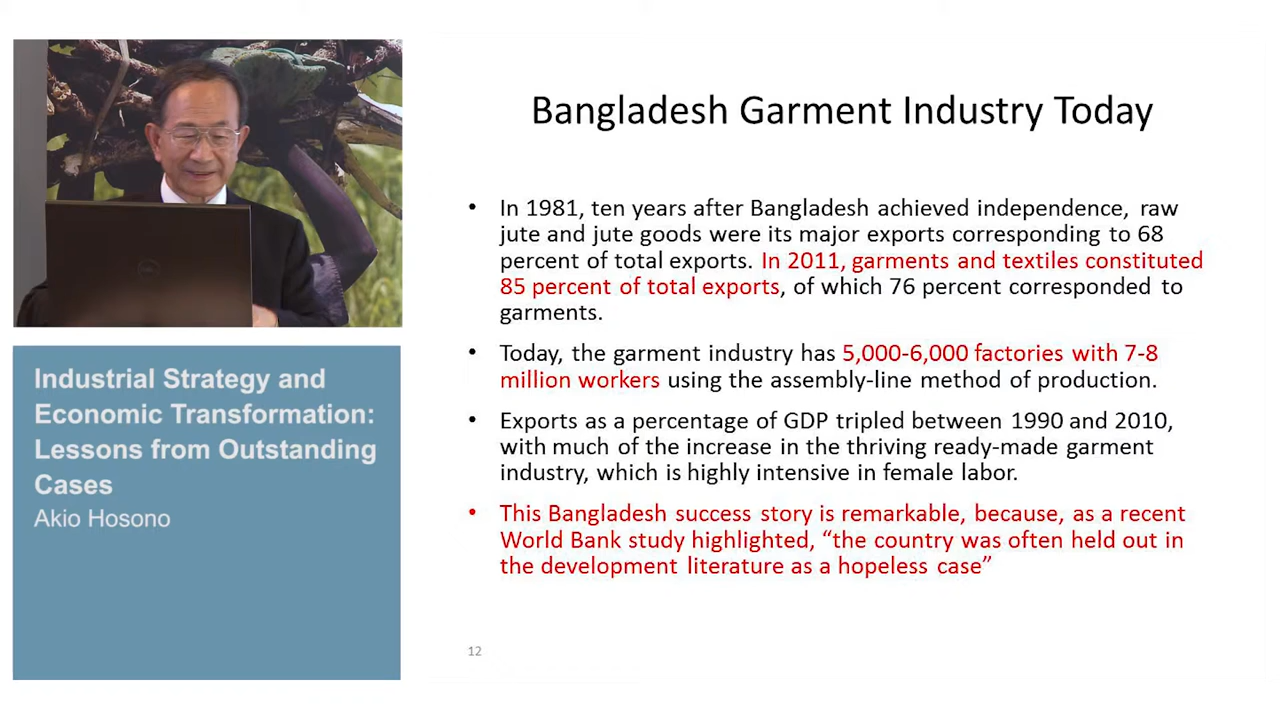 Industrial Strategy and
Economic Transformation:
Lessons from Outstanding
Cases
Akio Hosono
Bangladesh Garment Industry Today
• In 1981, ten years after Bangladesh achieved independence, raw
jute and jute goods were its major exports corresponding to 68
percent of total exports. In 2011, garments and textiles constituted
85 percent of total exports, of which 76 percent corresponded to
garments.
• Today, the garment industry has 5,000-6,000 factories with 7-8
million workers using the assembly-line method of production.
• Exports as a percentage of GDP tripled between 1990 and 2010,
with much of the increase in the thriving ready-made garment
industry, which is highly intensive in female labor.
• This Bangladesh success story is remarkable, because, as a recent
World Bank study highlighted, “the country was often held out in
the development literature as a hopeless case”
12